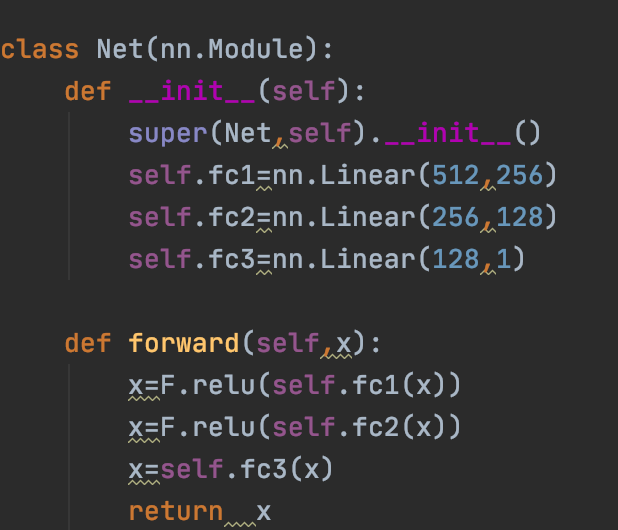 class Net(nn.Module):
    def __init__(self):
        super(Net,self).__init__()
        self.fc1=nn.Linear(512,256)
        self.fc2=nn.Linear(256,128)
        self.fc3=nn.Linear(128,1)

    def forward(self,x):
        x=F.relu(self.fc1(x))
        x=F.relu(self.fc2(x))
        x=self.fc3(x)
        return  x